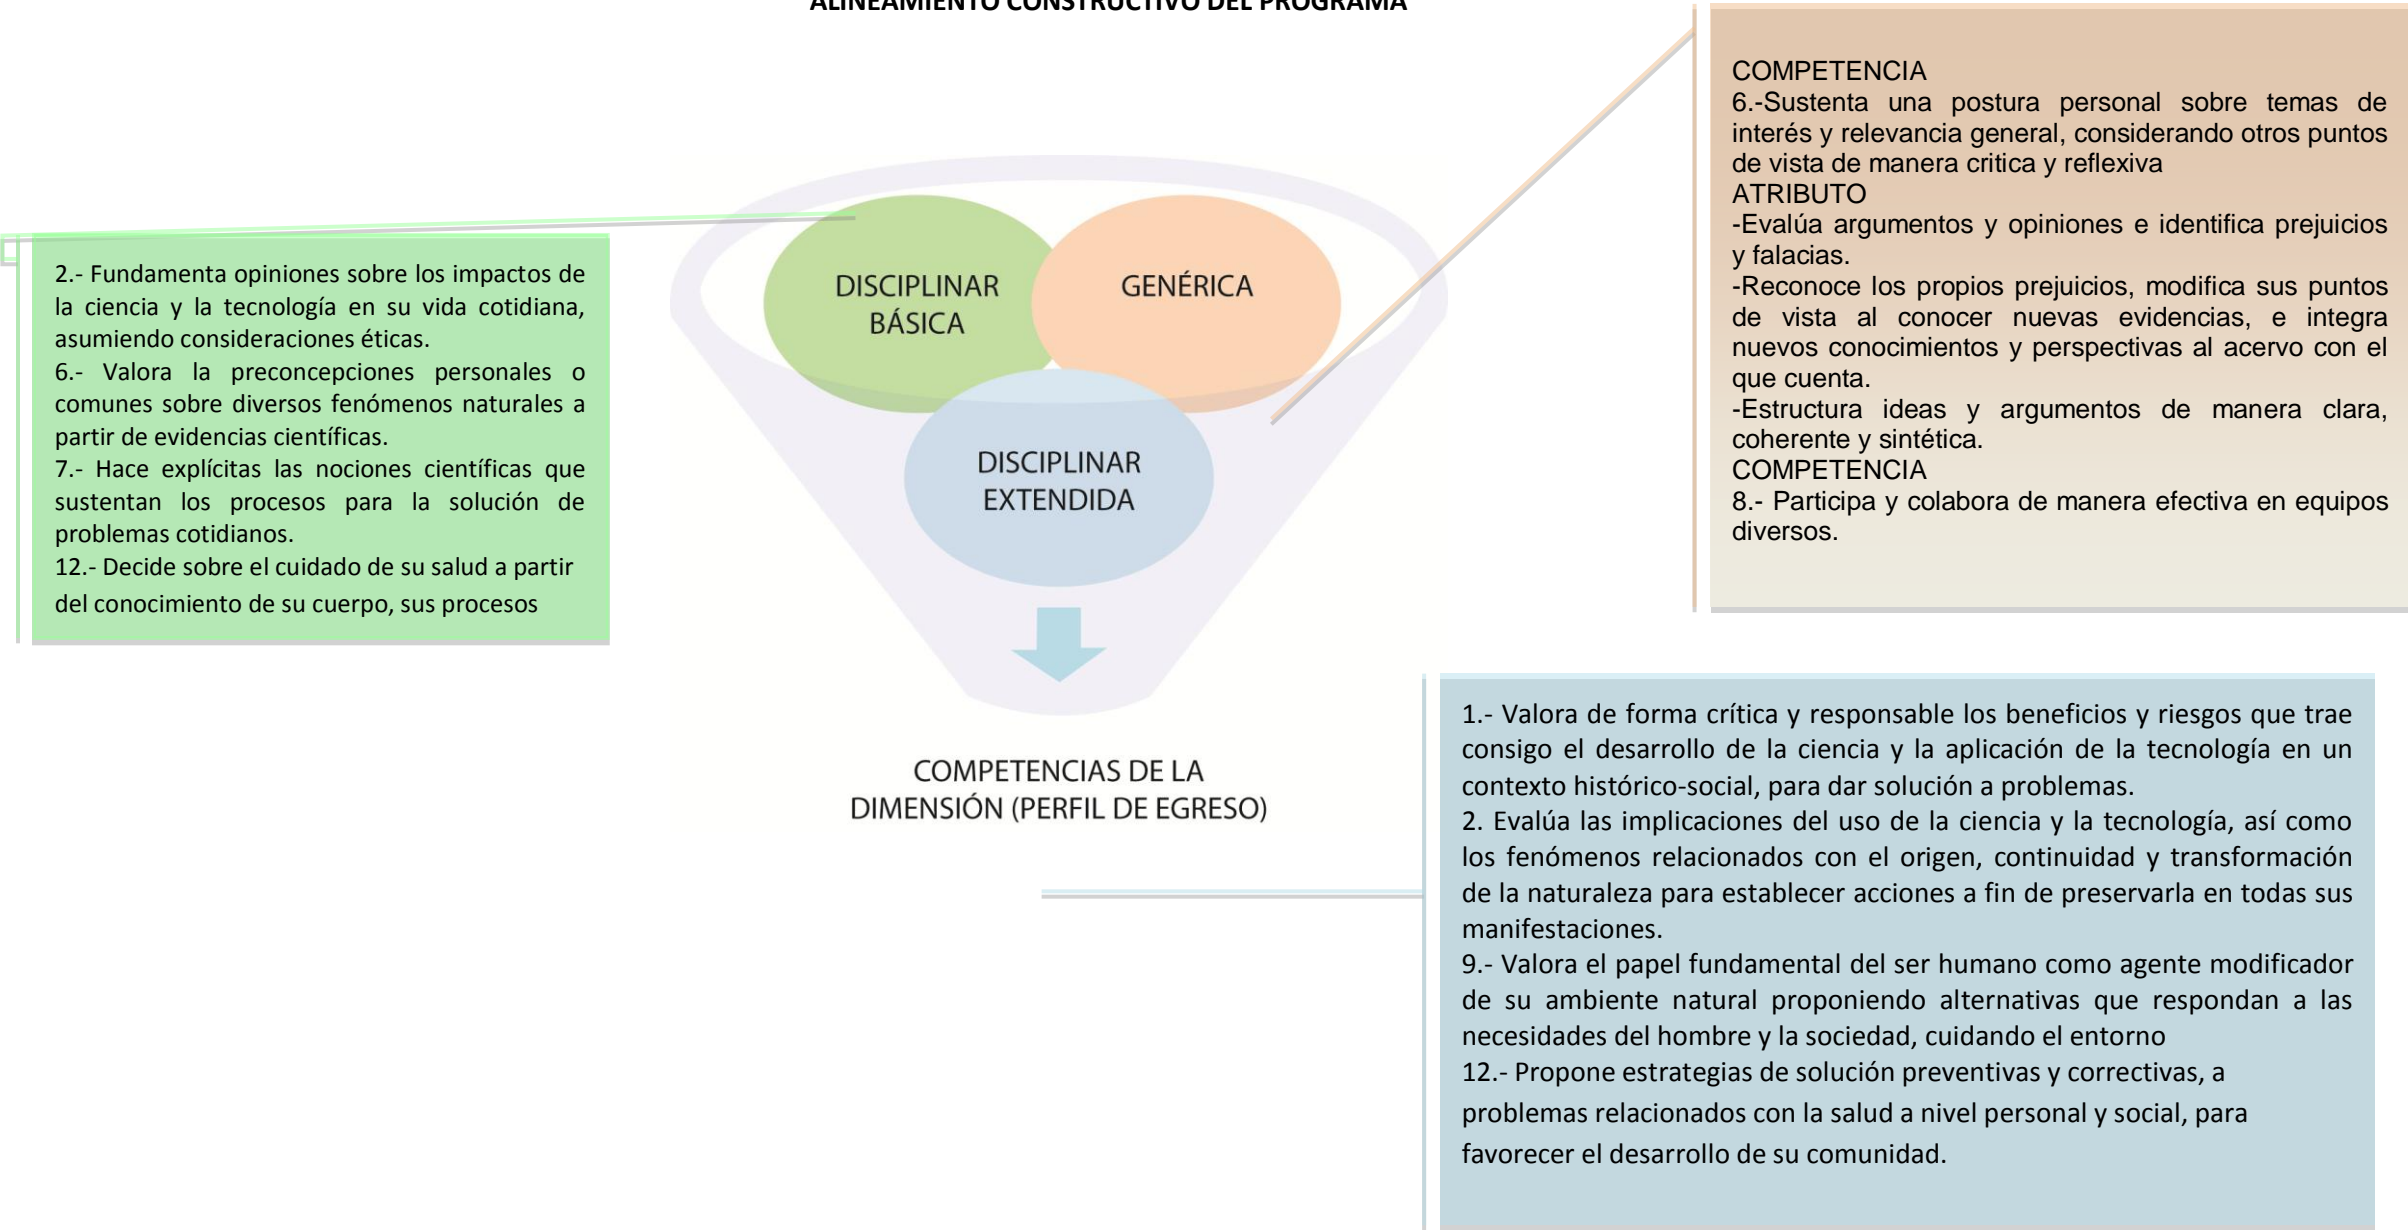 ALINEAMIENTO CONSTRUCTIVO DEL PROGRAMA
COMPETENCIA
6.-Sustenta una postura personal sobre temas de
interés y relevancia general, considerando otros puntos
de vista de manera critica y reflexiva
ATRIBUTO
-Evalúa argumentos y opiniones e identifica prejuicios
y falacias.
-Reconoce los propios prejuicios, modifica sus puntos
de vista al conocer nuevas evidencias, e integra
nuevos conocimientos y perspectivas al acervo con el
que cuenta.
-Estructura ideas y argumentos de manera clara,
coherente y sintética.
COMPETENCIA
8.- Participa y colabora de manera efectiva en equipos
diversos.
2.- Fundamenta opiniones sobre los impactos de
la ciencia y la tecnología en su vida cotidiana,
asumiendo consideraciones éticas.
6.- Valora la preconcepciones personales o
comunes sobre diversos fenómenos naturales a
partir de evidencias científicas.
7.- Hace explícitas las nociones científicas que
sustentan los procesos para la solución de
problemas cotidianos.
12.- Decide sobre el cuidado de su salud a partir
del conocimiento de su cuerpo, sus procesos
DISCIPLINAR
BÁSICA
GENÉRICA
DISCIPLINAR
EXTENDIDA
COMPETENCIAS DE LA
DIMENSIÓN (PERFIL DE EGRESO)
1.- Valora de forma crítica y responsable los beneficios y riesgos que trae
consigo el desarrollo de la ciencia y la aplicación de la tecnología en un
contexto histórico-social, para dar solución a problemas.
2. Evalúa las implicaciones del uso de la ciencia y la tecnología, así como
los fenómenos relacionados con el origen, continuidad y transformación
de la naturaleza para establecer acciones a fin de preservarla en todas sus
manifestaciones.
9.- Valora el papel fundamental del ser humano como agente modificador
de su ambiente natural proponiendo alternativas que respondan a las
necesidades del hombre y la sociedad, cuidando el entorno
12.- Propone estrategias de solución preventivas y correctivas, a
problemas relacionados con la salud a nivel personal y social, para
favorecer el desarrollo de su comunidad.